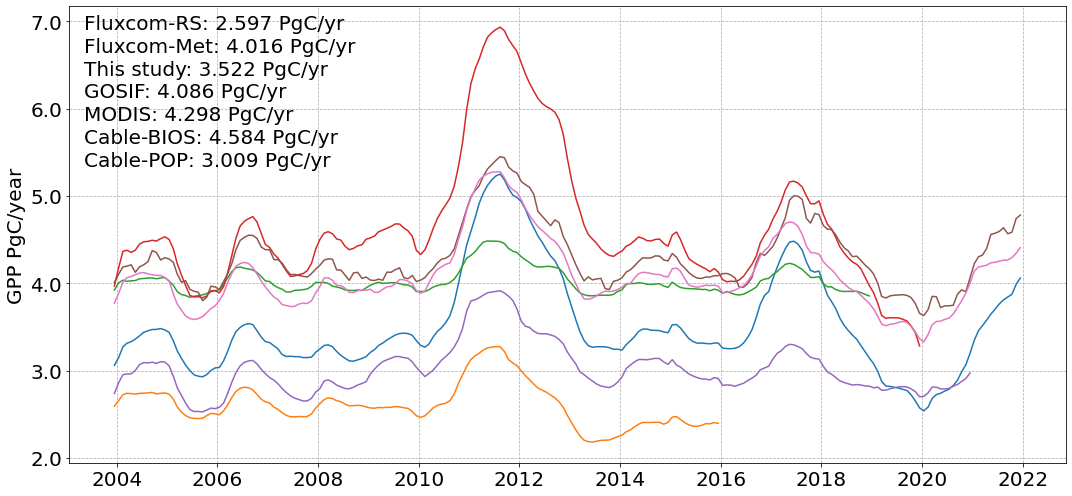 7.0
6.0
5.0
4.0
3.0
2.0
GPP PgC/year
Fluxcom-RS: 2.597 PgC/yr
Fluxcom-Met: 4.016 PgC/yr
This study: 3.522 PgC/yr
GOSIF: 4.086 PgC/yr
MODIS: 4.298 PgC/yr
Cable-BIOS: 4.584 PgC/yr
Cable-POP: 3.009 PgC/yr
2004 2006 2008 2010 2012 2014 2016 2018 2020 2022